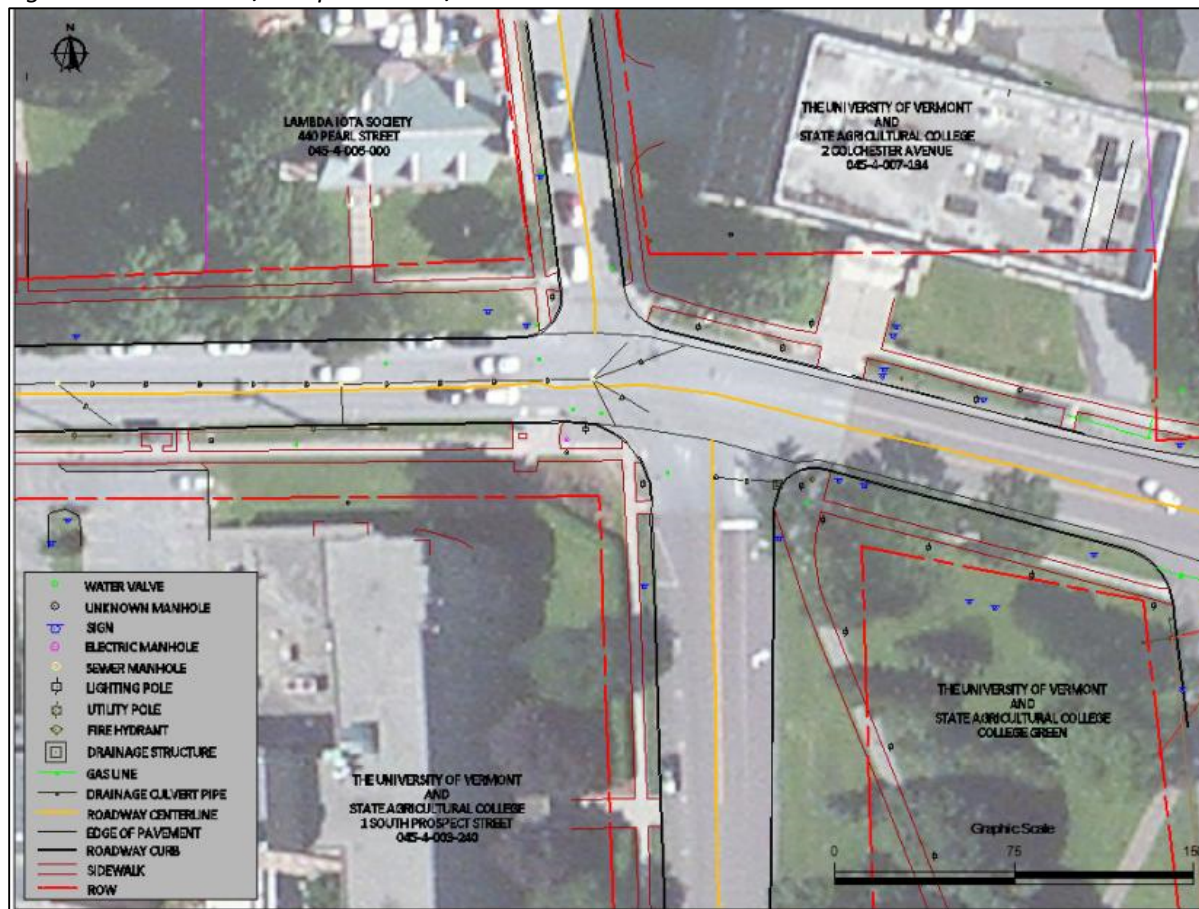 N
LAMBDA IOTA SOCIETY
440 PEARL STREET
045-4-006-000
THE UNIVERSITY OF VERMONT
AND
STATE AGRICULTURAL COLLEGE
2 COLCHESTER AVENUE
045-4-007-184
WATER VALVE
UNKNOWN MANHOLE
SIGN
ELECTRIC MANHOLE
SEWER MANHOLE
LIGHTING POLE
UTILITY POLE
FIRE HYDRANT
DRAINAGE STRUCTURE
GAS LINE
DRAINAGE CULVERT PIPE
ROADWAY CENTERLINE
EDGE OF PAVEMENT
ROADWAY CURB
SIDEWALK
ROW
THE UNIVERSITY OF VERMONT
AND
STATE AGRICULTURAL COLLEGE
1 SOUTH PROSPECT STREET
045-4-003-240
THE UNIVERSITY OF VERMONT
AND
STATE AGRICULTURAL COLLEGE
COLLEGE GREEN
Graphic Scale
0 75